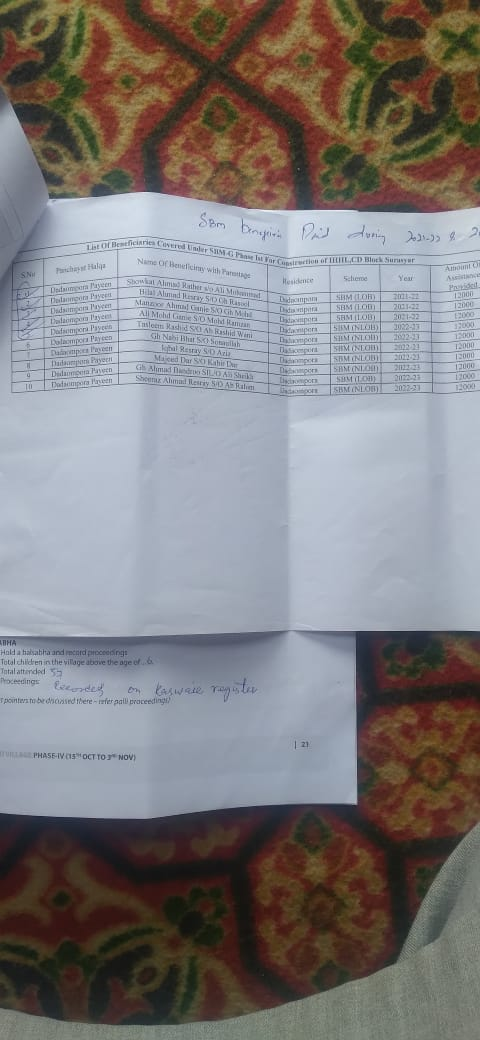 SBM Paid during 2021-22 &
List Of Beneficiaries Covered Under SBM-G Phase Ist For Construction of IHHL,CD Block Surasyar
S.No Panchayat Halqa Name Of Beneficiray with Parentage Residence Scheme Year Amount Of Assistance Provided
Dadaompora Payeen Showkat Ahmad Rather s/o Ali Mohammad Dadaompora SBM (LOB) 2021-22 12000
Dadaompora Payeen Bilal Ahmad Resray S/O Gh Rasool Dadaompora SBM (LOB) 2021-22 12000
Dadaompora Payeen Manzoor Ahmad Ganie S/O Gh Mohd Dadaompora SBM (LOB) 2021-22 12000
Dadaompora Payeen Ali Mohd Ganie S/O Mohd Ramzan Dadaompora SBM (NLOB) 2022-23 12000
Dadaompora Payeen Tasleem Rashid S/O Ab Rashid Wani Dadaompora SBM (NLOB) 2022-23 12000
6 Dadaompora Payeen Gh Nabi Bhat S/O Sonaullah Dadaompora SBM (NLOB) 2022-23 12000
7 Dadaompora Payeen Iqbal Resray S/O Aziz Dadaompora SBM (NLOB) 2022-23 12000
8 Dadaompora Payeen Majeed Dar S/O Kabir Dar Dadaompora SBM (NLOB) 2022-23 12000
9 Dadaompora Payeen Gh Ahmad Bandroo SIL/O Ali Sheikh Dadaompora SBM (LOB) 2022-23 12000
10 Dadaompora Payeen Sheeraz Ahmad Resray S/O Ab Rahim Dadaompora SBM (NLOB) 2022-23 12000
ABHA
Hold a balsabha and record proceedings
Total children in the village above the age of ..6
Total attended 57
Proceedings: Recorded on register
pointers to be discussed there – refer palli proceedings)
| 23
VILLAGE PHASE-IV (15TH OCT TO 3RD NOV)